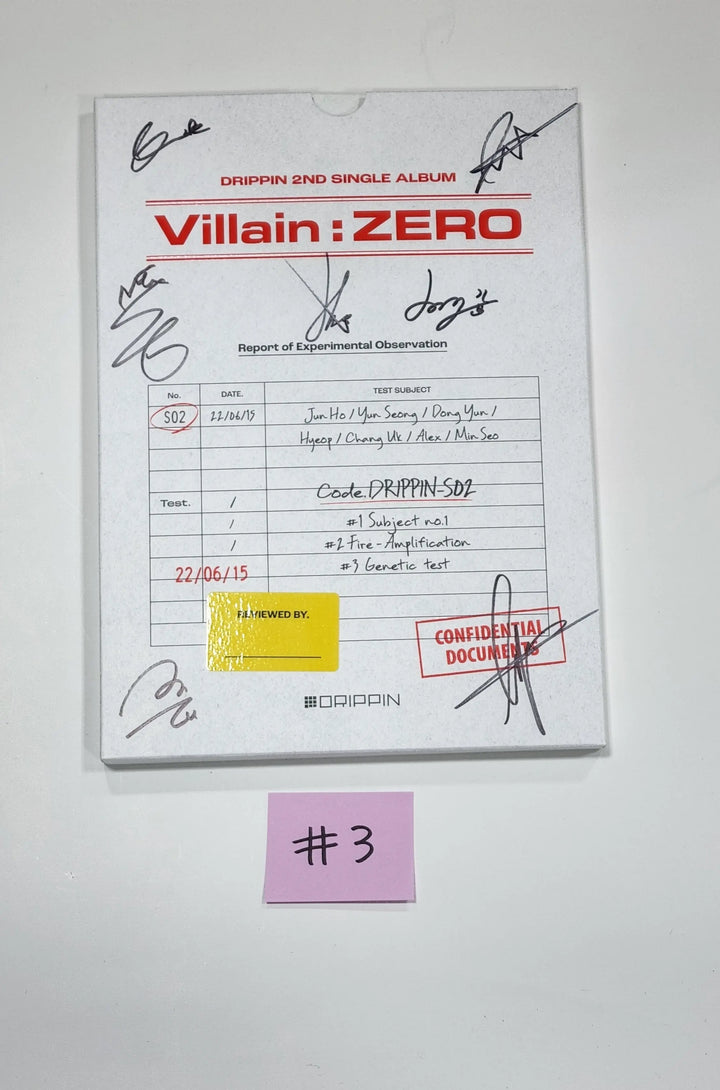 DRIPPIN 2ND SINGLE ALBUM
Villain : ZERO
Report of Experimental Observation
No. DATE. TEST SUBJECT
S02 22/06/15 Jun Ho / Yun Seong / Dong Yun /
Hyeop / Chang Uk / Alex / Min Seo
Code.DRIPPIN-S02
Test. / #1 Subject no.1
/ #2 Fire-Amplification
/ #3 Genetic test
22/06/15
REVIEWED BY.
CONFIDENTIAL
DOCUMENTS
DRIPPIN
#3